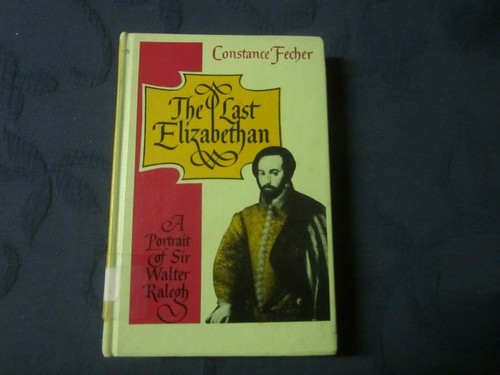 Constance Fecher
The Last
Elizabethan
A
Portrait
of Sir
Walter
Ralegh